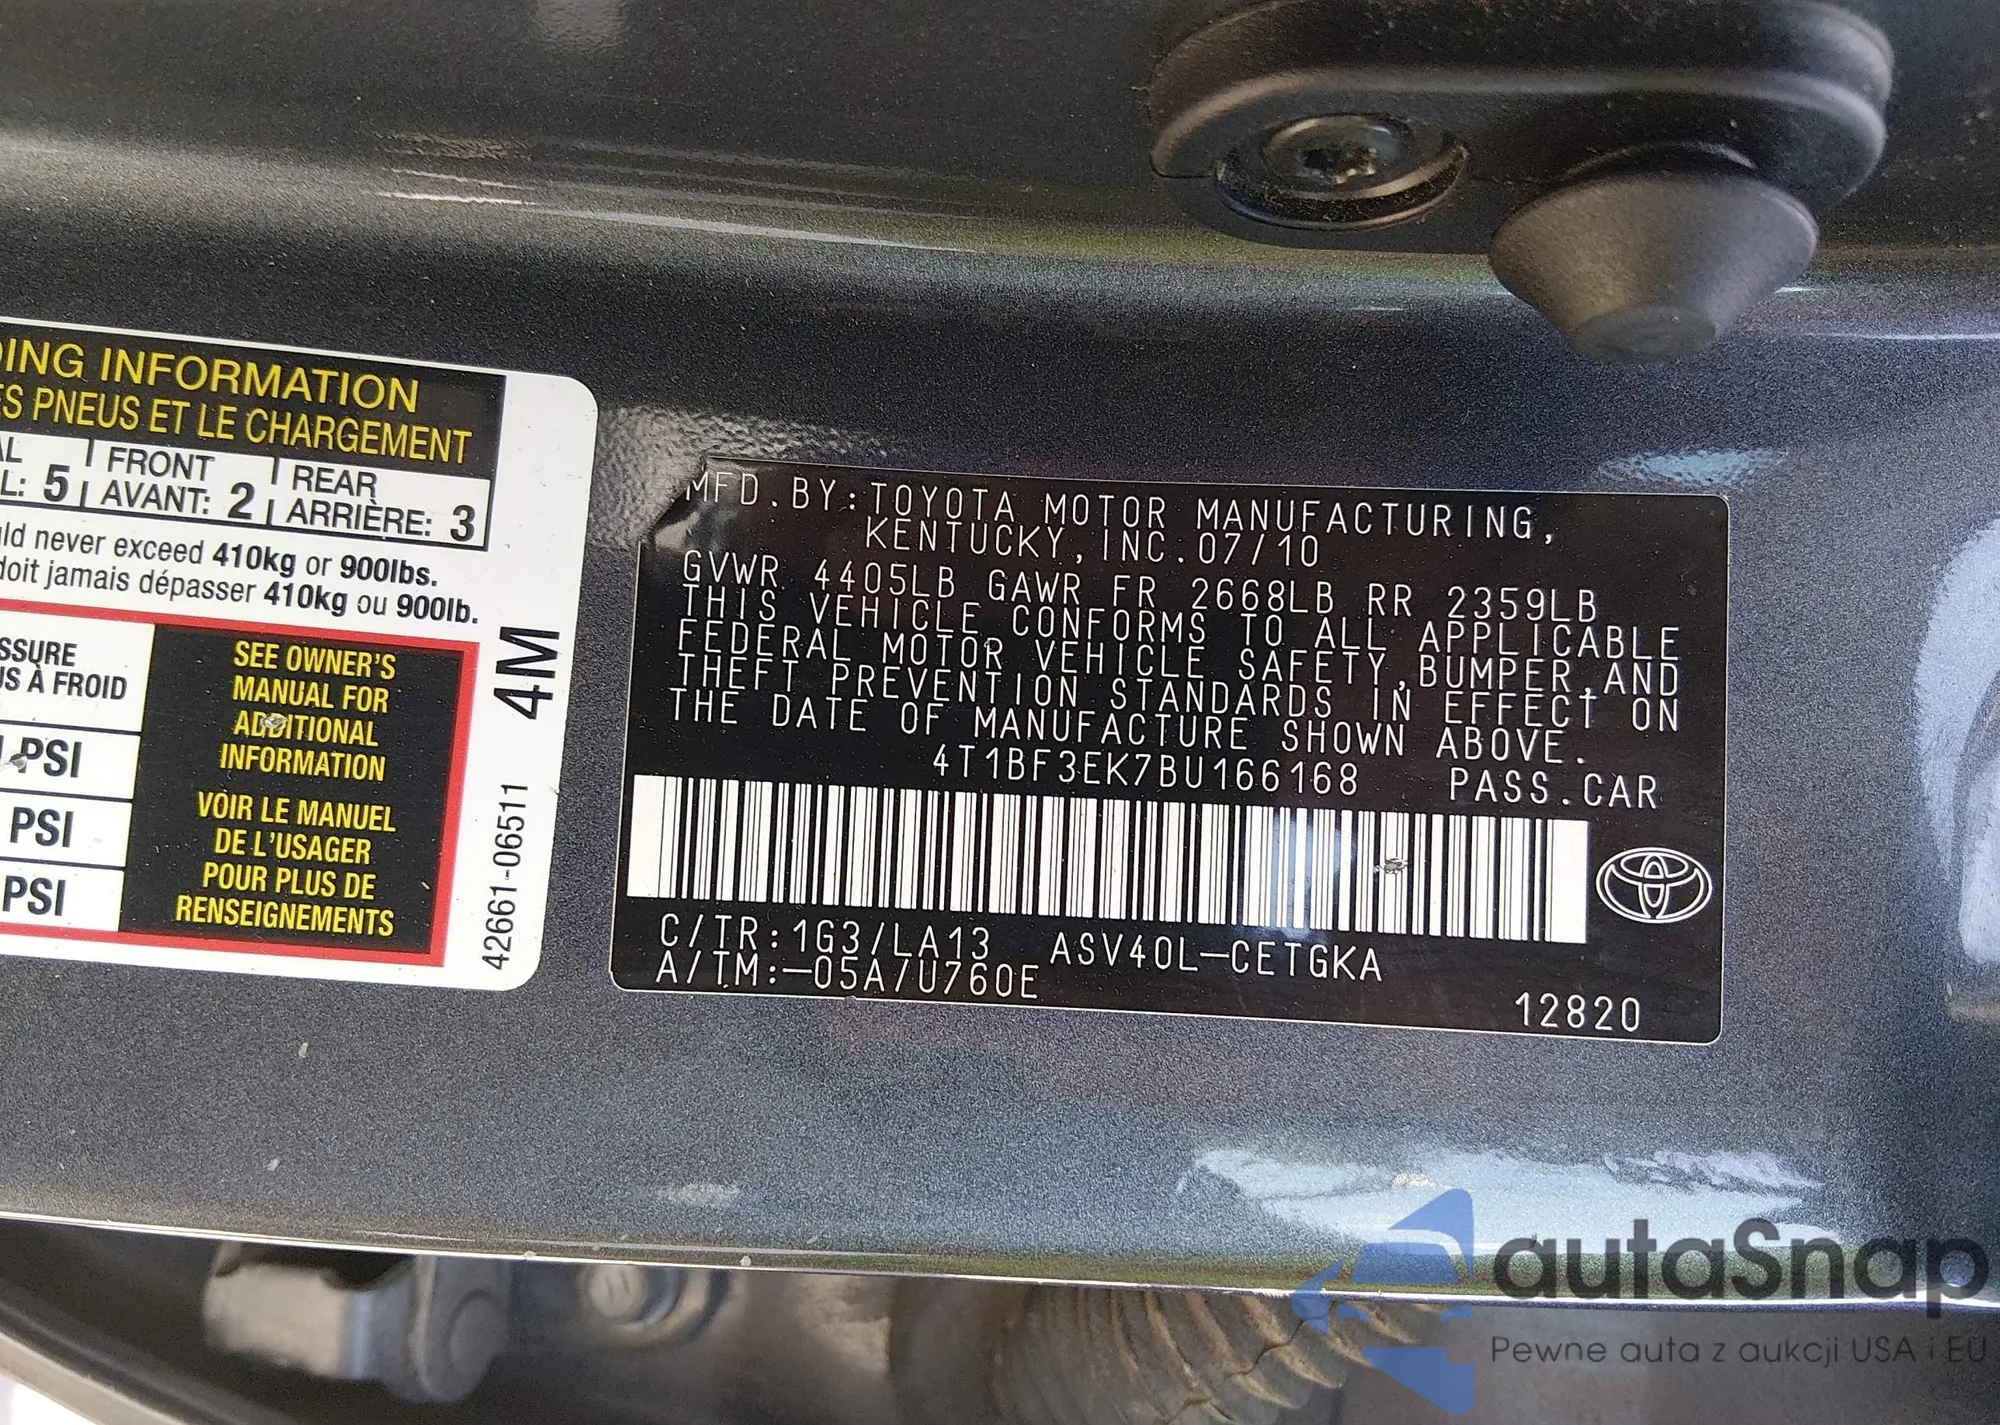 ING INFORMATION
ES PNEUS ET LE CHARGEMENT
FRONT REAR
L: 5 AVANT: 2 ARRIÈRE: 3
never exceed 410kg or 900lbs.
doit jamais dépasser 410kg ou 900lb.
À FROID
PSI
PSI
PSI
SEE OWNER'S
MANUAL FOR
ADDITIONAL
INFORMATION
VOIR LE MANUEL
DE L'USAGER
POUR PLUS DE
RENSEIGNEMENTS
42661-06511 4M
MFD.BY:TOYOTA MOTOR MANUFACTURING,
KENTUCKY,INC.07/10
GVWR 4405LB GAWR FR 2668LB RR 2359LB
THIS VEHICLE CONFORMS TO ALL APPLICABLE
FEDERAL MOTOR VEHICLE SAFETY,BUMPER,AND
THEFT PREVENTION STANDARDS IN EFFECT ON
THE DATE OF MANUFACTURE SHOWN ABOVE.
4T1BF3EK7BU166168 PASS.CAR
C/TR:1G3/LA13 ASV40L-CETGKA
A/TM:-05A/U760E
12820
autaSnap
Pewne auta z aukcji USA i EU